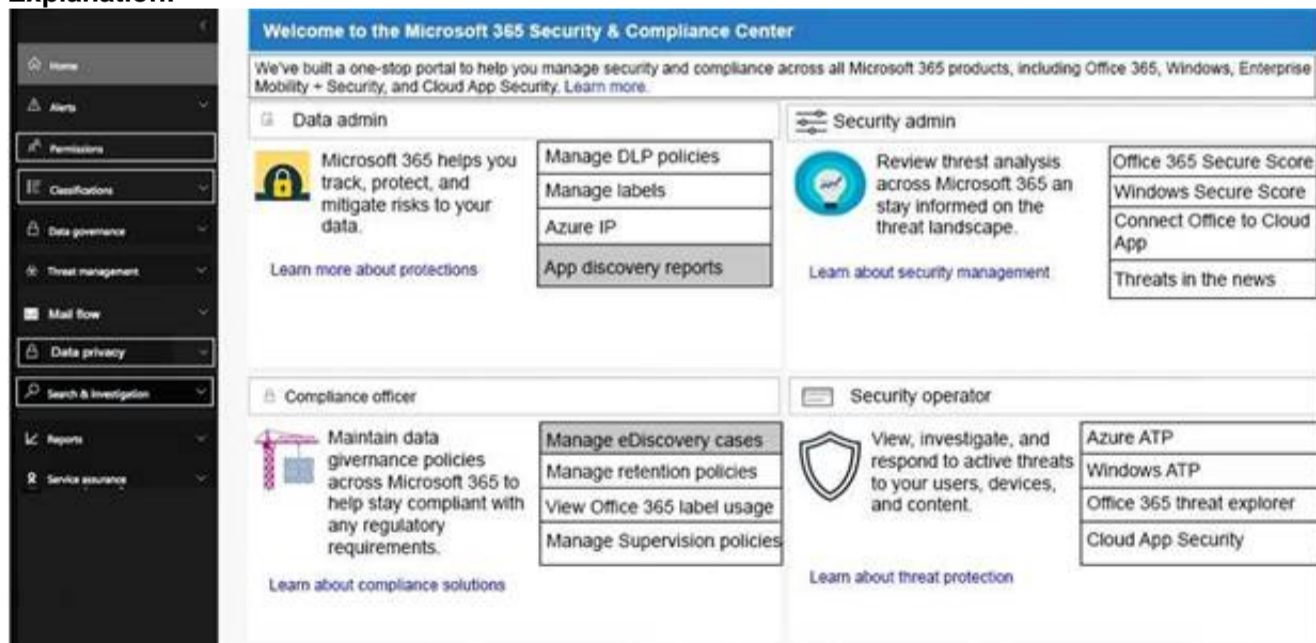 Explanation:
Home
Alerts
Permissions
Classifications
Data governance
Threat management
Mail flow
Data privacy
Search & investigation
Reports
Service assurance
Welcome to the Microsoft 365 Security & Compliance Center
We've built a one-stop portal to help you manage security and compliance across all Microsoft 365 products, including Office 365, Windows, Enterprise
Mobility + Security, and Cloud App Security. Learn more.
Data admin
Microsoft 365 helps you
track, protect, and
mitigate risks to your
data.
Learn more about protections
Manage DLP policies
Manage labels
Azure IP
App discovery reports
Security admin
Review threst analysis
across Microsoft 365 an
stay informed on the
threat landscape.
Learn about security management
Office 365 Secure Score
Windows Secure Score
Connect Office to Cloud
App
Threats in the news
Compliance officer
Maintain data
givernance policies
across Microsoft 365 to
help stay compliant with
any regulatory
requirements.
Learn about compliance solutions
Manage eDiscovery cases
Manage retention policies
View Office 365 label usage
Manage Supervision policies
Security operator
View, investigate, and
respond to active threats
to your users, devices,
and content.
Learn about threat protection
Azure ATP
Windows ATP
Office 365 threat explorer
Cloud App Security